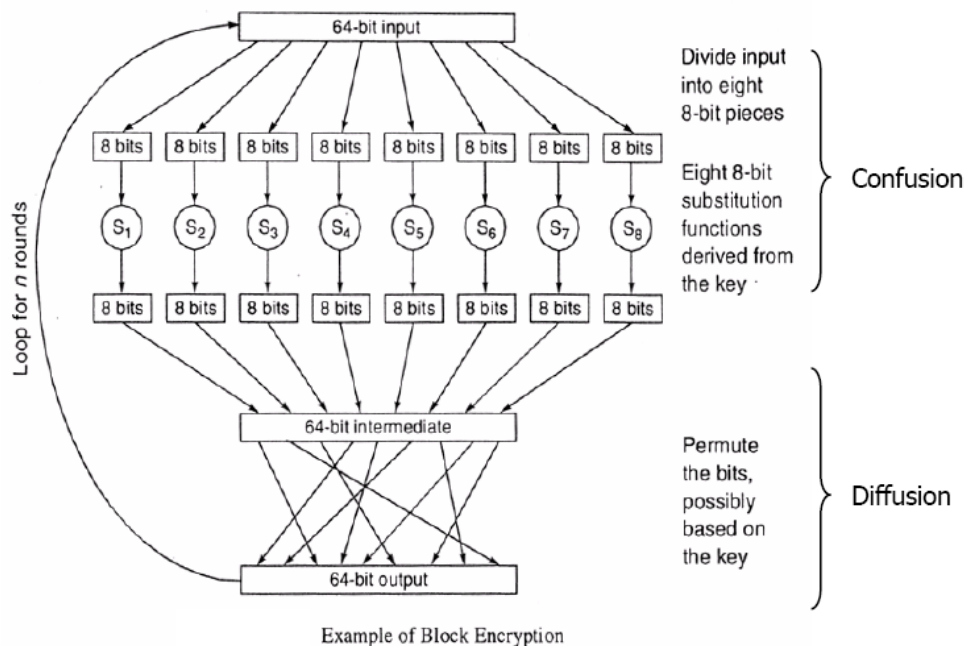 64-bit input
Divide input
into eight
8-bit pieces
8 bits 8 bits 8 bits 8 bits 8 bits 8 bits 8 bits 8 bits
Confusion
Eight 8-bit
substitution
functions
derived from
the key
S1 S2 S3 S4 S5 S6 S7 S8
8 bits 8 bits 8 bits 8 bits 8 bits 8 bits 8 bits 8 bits
Loop for n rounds
64-bit intermediate
Permute
the bits,
possibly
based on
the key
Diffusion
64-bit output
Example of Block Encryption